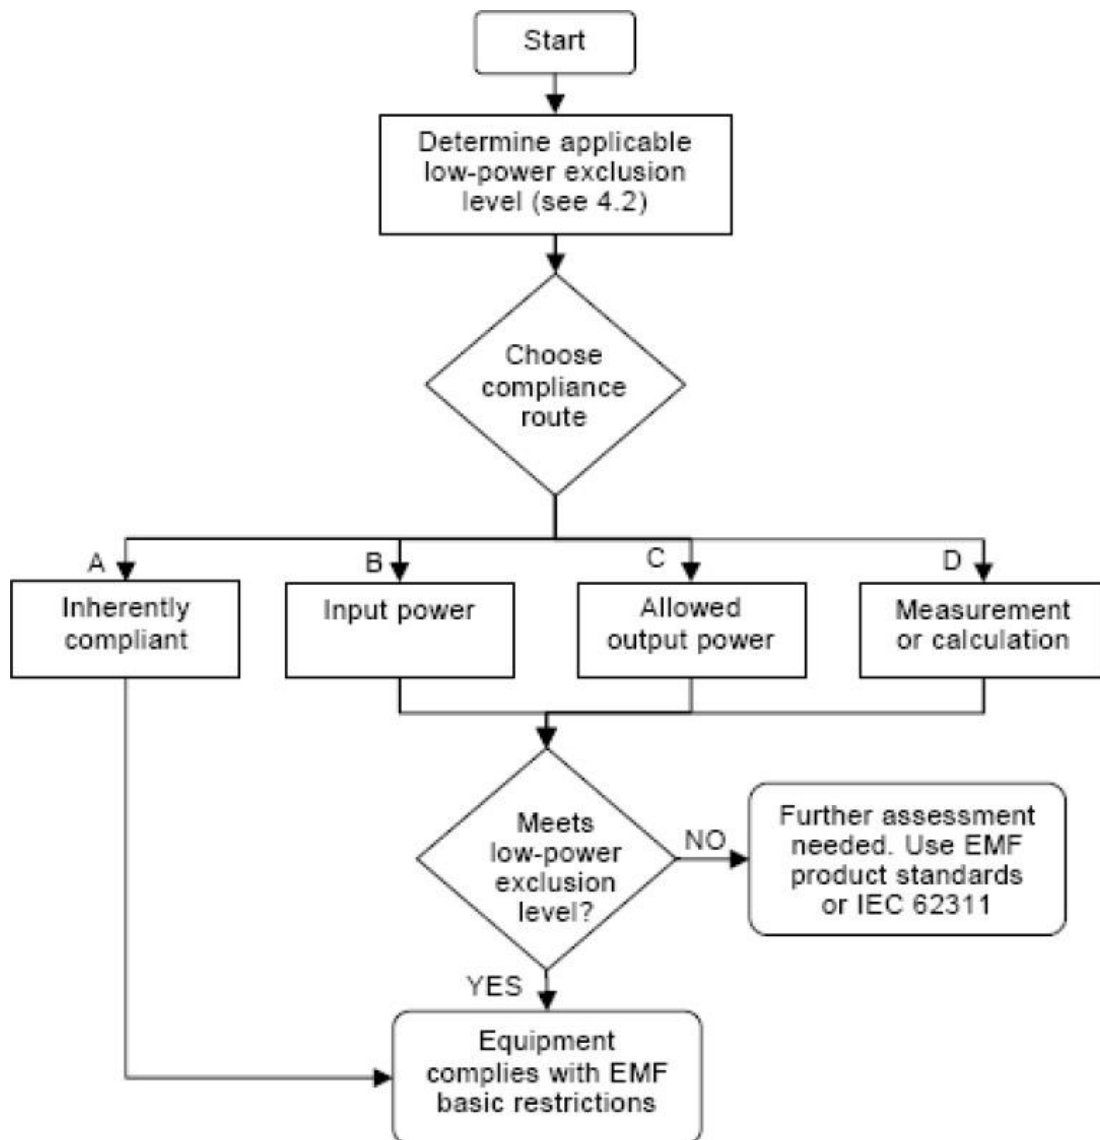 Start
Determine applicable
low-power exclusion
level (see 4.2)
Choose
compliance
route
A
B
C
D
Inherently
compliant
Input power
Allowed
output power
Measurement
or calculation
Meets
low-power
exclusion
level?
NO
Further assessment
needed. Use EMF
product standards
or IEC 62311
YES
Equipment
complies with EMF
basic restrictions